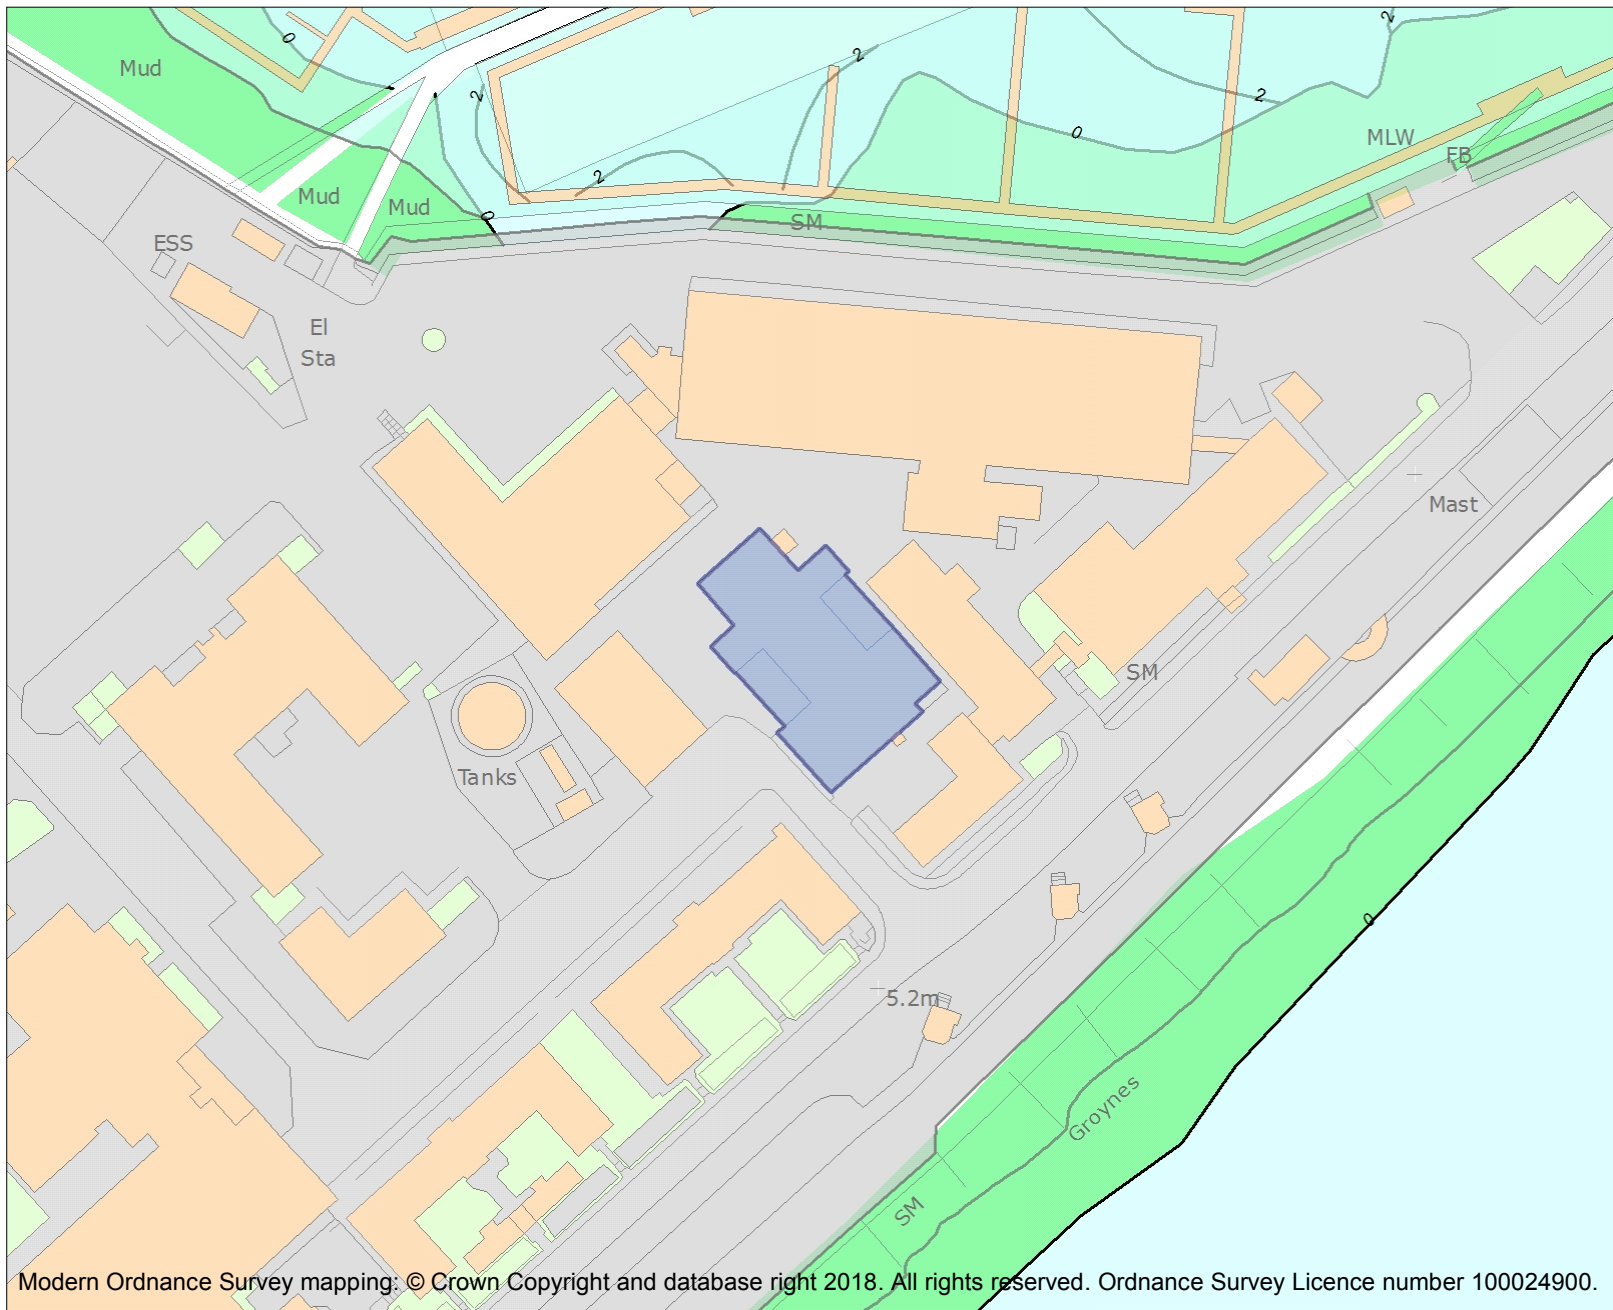 0
2
Mud
2
2
2
0
MLW
FB
Mud
Mud
2
0
SM
ESS
El
Sta
Mast
SM
Tanks
0
5.2m
Groynes
SM
Modern Ordnance Survey mapping: © Crown Copyright and database right 2018. All rights reserved. Ordnance Survey Licence number 100024900.